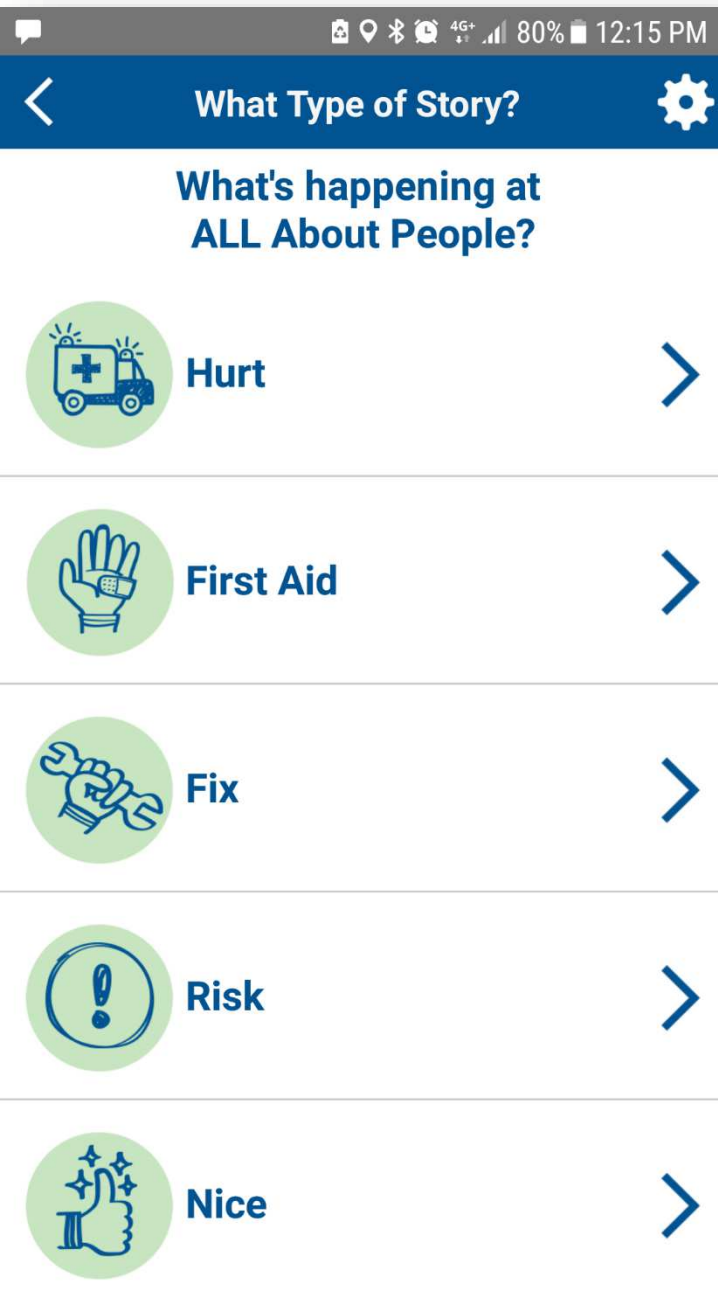 4G+ 80% 12:15 PM
What Type of Story?
What's happening at
ALL About People?
Hurt
First Aid
Fix
Risk
Nice